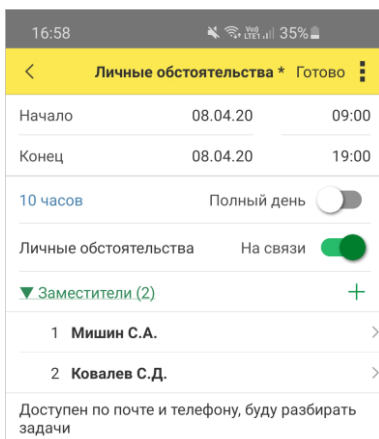 16:58 35%
Личные обстоятельства * Готово
Начало 08.04.20 09:00
Конец 08.04.20 19:00
10 часов Полный день
Личные обстоятельства На связи
▼ Заместители (2) +
1 Мишин С.А.
2 Ковалев С.Д.
Доступен по почте и телефону, буду разбирать
задачи